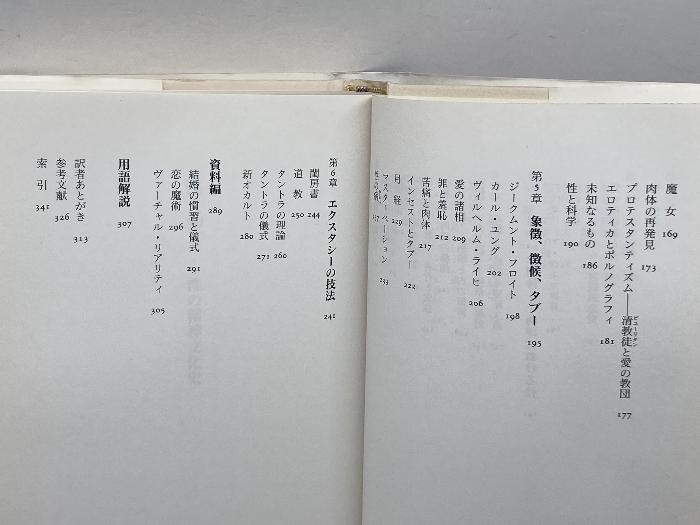 魔女 169
肉体の再発見 173
プロテスタンティズム──清教徒と愛の教団 177
ピューリタン
エロティカとポルノグラフィ 181
未知なるもの 186
性と科学 190
第5章 象徴、徴候、タブー 195
ジークムント・フロイト 198
カール・ユング 202
ヴィルヘルム・ライヒ 206
愛の諸相 209
罪と羞恥 212
苦痛と肉体 217
インセストとタブー 222
月経 229
マスターベーション 233
237
第6章 エクスタシーの技法 241
閨房書 244
道教 250
タントラの理論 260
タントラの儀式 271
新オカルト 280
資料編 289
結婚の慣習と儀式 291
恋の魔術 296
ヴァーチャル・リアリティ 305
用語解説 307
訳者あとがき 313
参考文献 326
索引 341